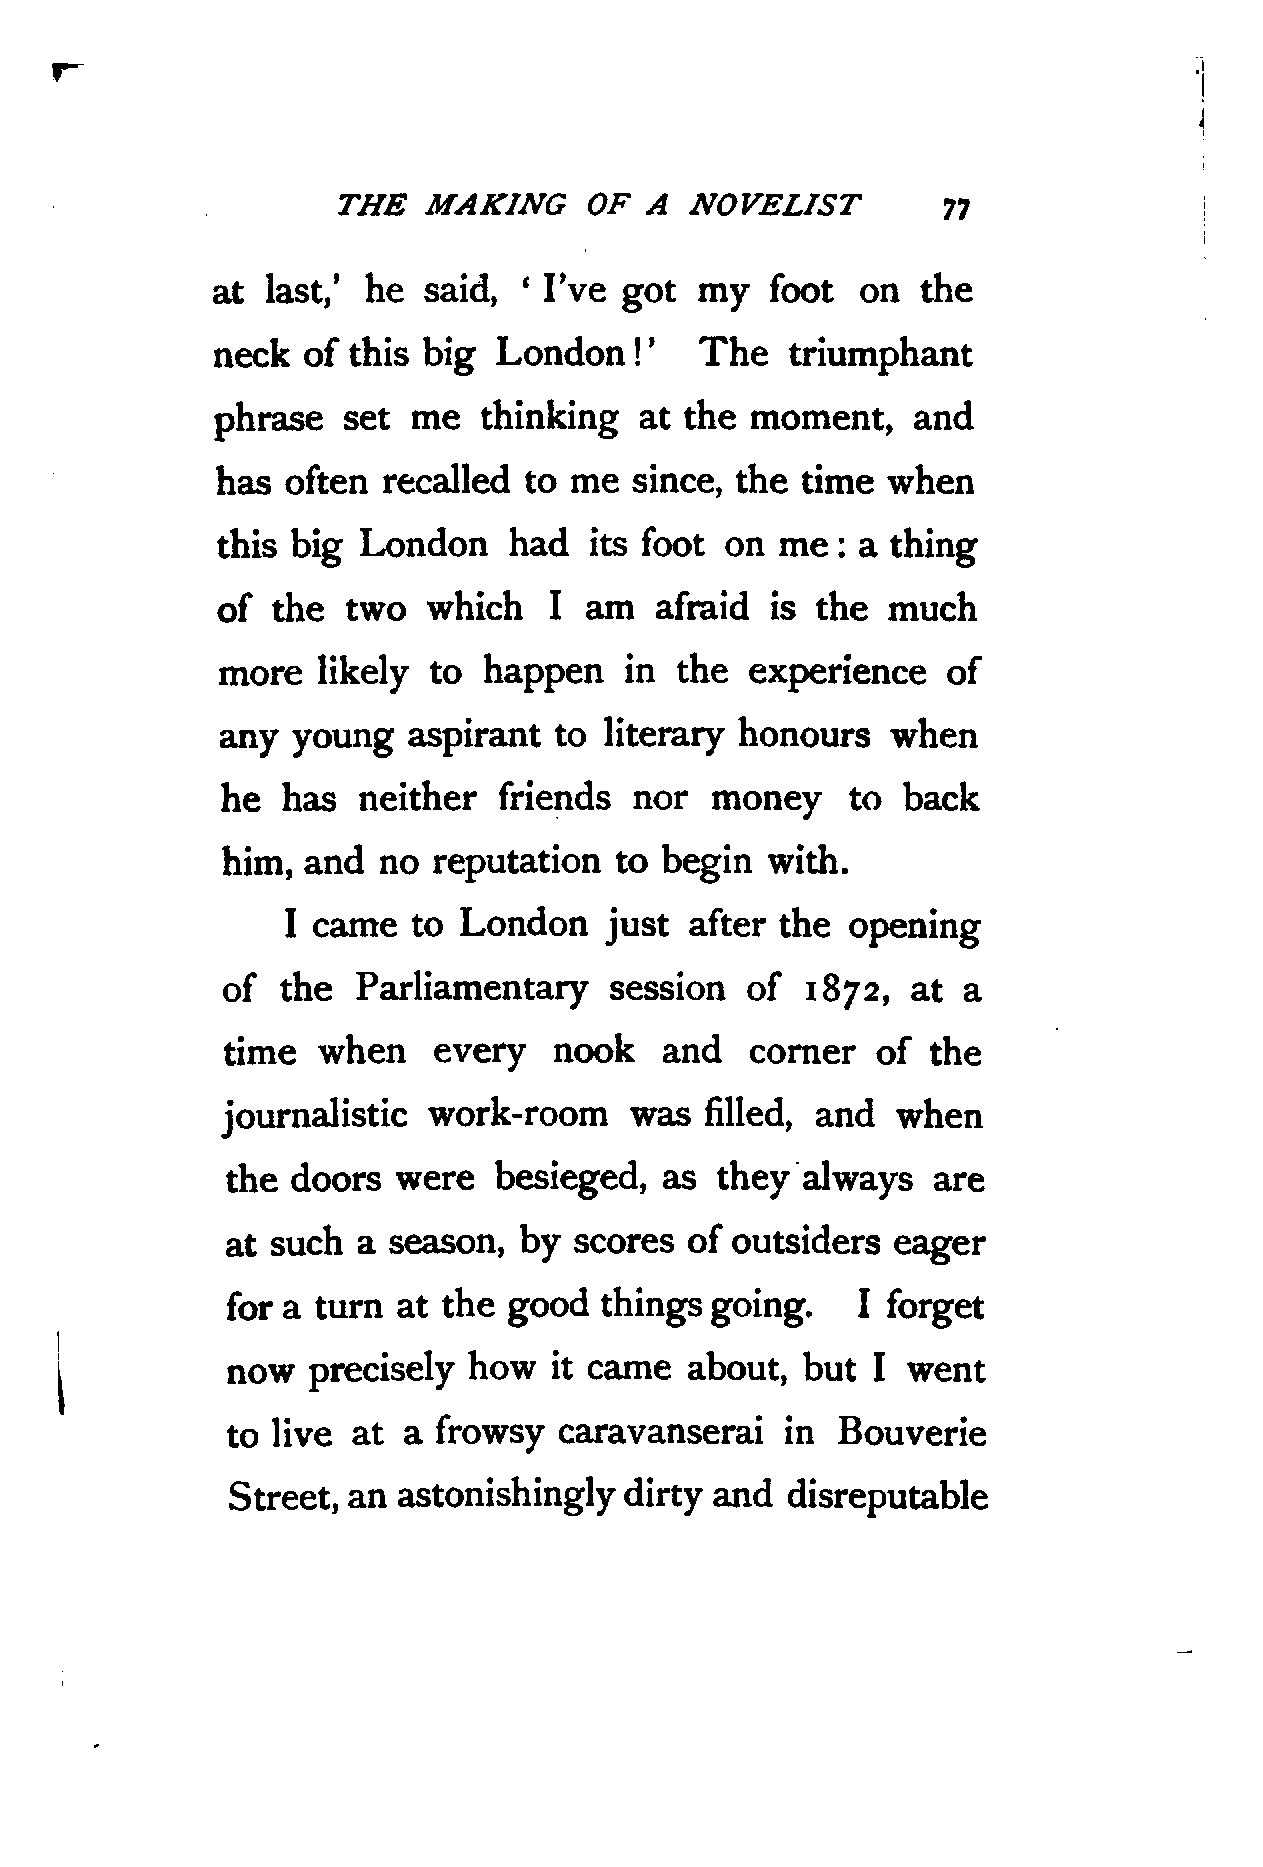 THE MAKING OF A NOVELIST 77
at last,' he said, ' I've got my foot on the
neck of this big London!' The triumphant
phrase set me thinking at the moment, and
has often recalled to me since, the time when
this big London had its foot on me: a thing
of the two which I am afraid is the much
more likely to happen in the experience of
any young aspirant to literary honours when
he has neither friends nor money to back
him, and no reputation to begin with.
I came to London just after the opening
of the Parliamentary session of 1872, at a
time when every nook and corner of the
journalistic work-room was filled, and when
the doors were besieged, as they always are
at such a season, by scores of outsiders eager
for a turn at the good things going. I forget
now precisely how it came about, but I went
to live at a frowsy caravanserai in Bouverie
Street, an astonishingly dirty and disreputable